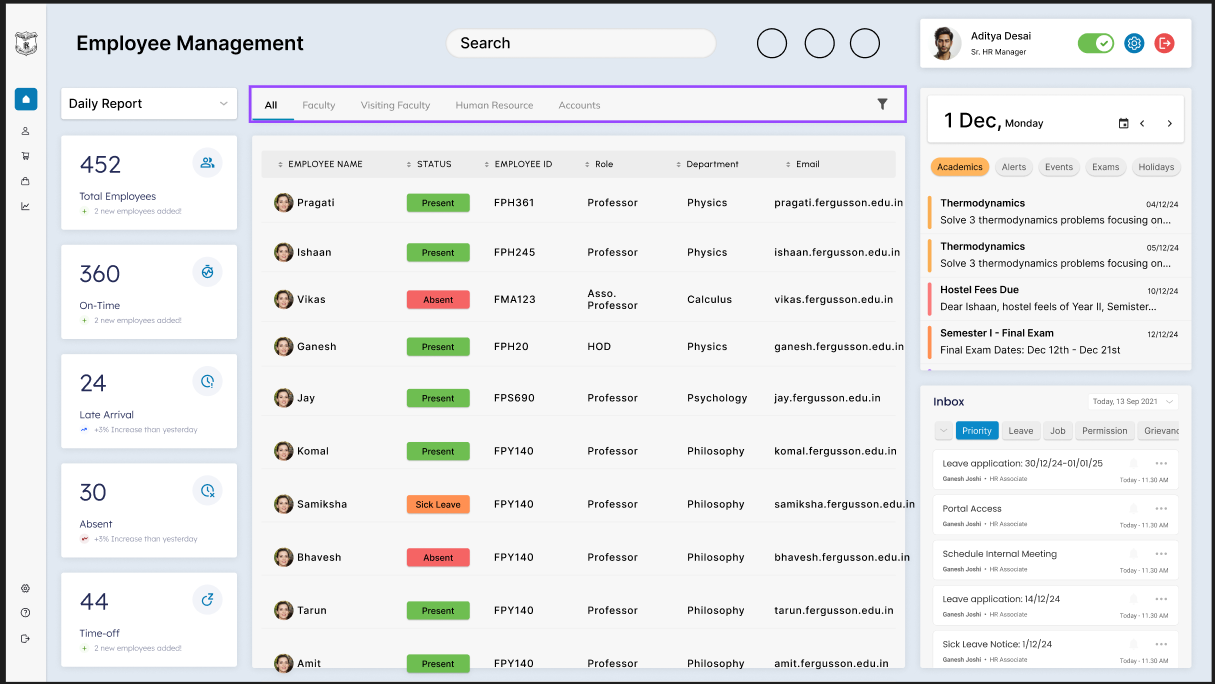 Employee Management
Search
Aditya Desai
Sr. HR Manager
Daily Report
All Faculty Visiting Faculty Human Resource Accounts
452
Total Employees
+ 2 new employees added!
360
On-Time
+ 2 new employees added!
24
Late Arrival
+3% Increase than yesterday
30
Absent
+3% Increase than yesterday
44
Time-off
+ 2 new employees added!
EMPLOYEE NAME STATUS EMPLOYEE ID Role Department Email
Pragati Present FPH361 Professor Physics pragati.fergusson.edu.in
Ishaan Present FPH245 Professor Physics ishaan.fergusson.edu.in
Vikas Absent FMA123 Asso. Professor Calculus vikas.fergusson.edu.in
Ganesh Present FPH20 HOD Physics ganesh.fergusson.edu.in
Jay Present FPS690 Professor Psychology jay.fergusson.edu.in
Komal Present FPY140 Professor Philosophy komal.fergusson.edu.in
Samiksha Sick Leave FPY140 Professor Philosophy samiksha.fergusson.edu.in
Bhavesh Absent FPY140 Professor Philosophy bhavesh.fergusson.edu.in
Tarun Present FPY140 Professor Philosophy tarun.fergusson.edu.in
Amit Present FPY140 Professor Philosophy amit.fergusson.edu.in
1 Dec, Monday
Academics Alerts Events Exams Holidays
Thermodynamics 04/12/24
Solve 3 thermodynamics problems focusing on...
Thermodynamics 05/12/24
Solve 3 thermodynamics problems focusing on...
Hostel Fees Due 10/12/24
Dear Ishaan, hostel feels of Year II, Semister...
Semester I - Final Exam 12/12/24
Final Exam Dates: Dec 12th - Dec 21st
Inbox Today, 13 Sep 2021
Priority Leave Job Permission Grievanc
Leave application: 30/12/24-01/01/25
Ganesh Joshi • HR Associate Today - 11.30 AM
Portal Access
Ganesh Joshi • HR Associate Today - 11.30 AM
Schedule Internal Meeting
Ganesh Joshi • HR Associate Today - 11.30 AM
Leave application: 14/12/24
Ganesh Joshi • HR Associate Today - 11.30 AM
Sick Leave Notice: 1/12/24
Ganesh Joshi • HR Associate Today - 11.30 AM